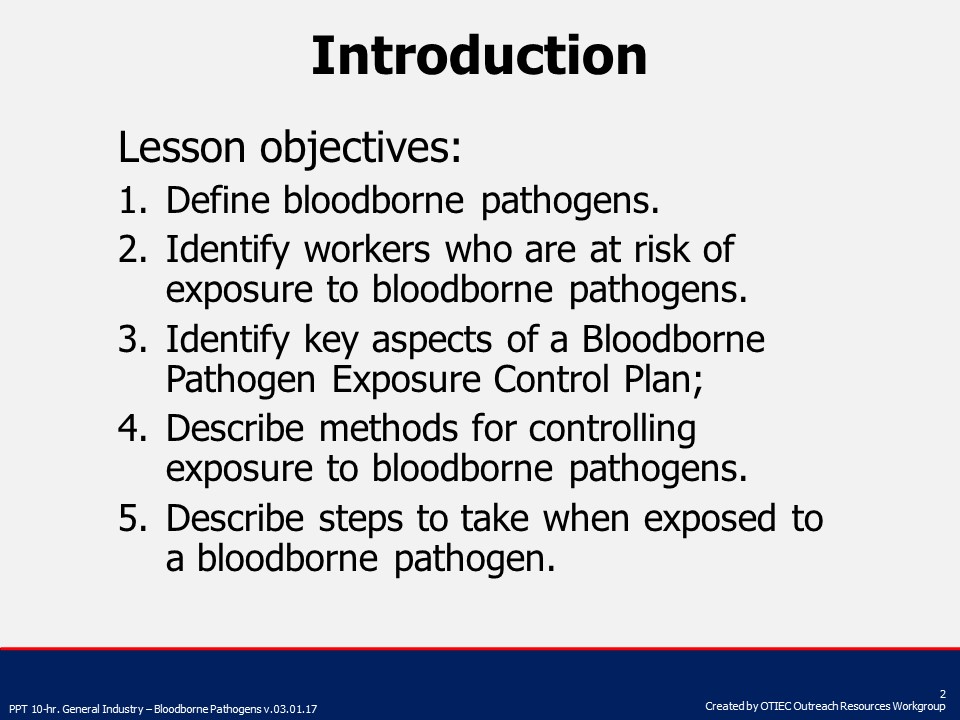 Introduction
Lesson objectives:
1. Define bloodborne pathogens.
2. Identify workers who are at risk of
exposure to bloodborne pathogens.
3. Identify key aspects of a Bloodborne
Pathogen Exposure Control Plan;
4. Describe methods for controlling
exposure to bloodborne pathogens.
5. Describe steps to take when exposed to
a bloodborne pathogen.
2
PPT 10-hr. General Industry – Bloodborne Pathogens v.03.01.17
Created by OTIEC Outreach Resources Workgroup